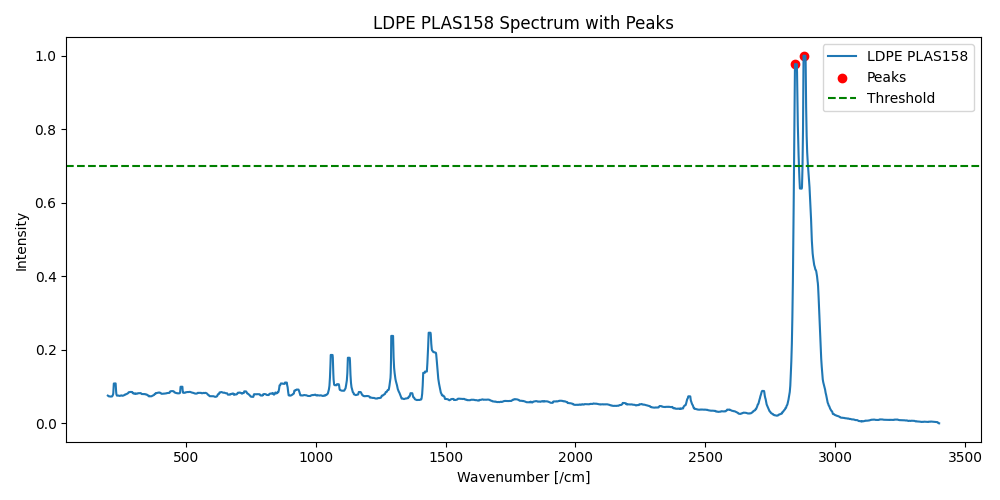 LDPE PLAS158 Spectrum with Peaks
LDPE PLAS158
Peaks
Threshold
Intensity
1.0
0.8
0.6
0.4
0.2
0.0
500
1000
1500
2000
2500
3000
3500
Wavenumber [/cm]